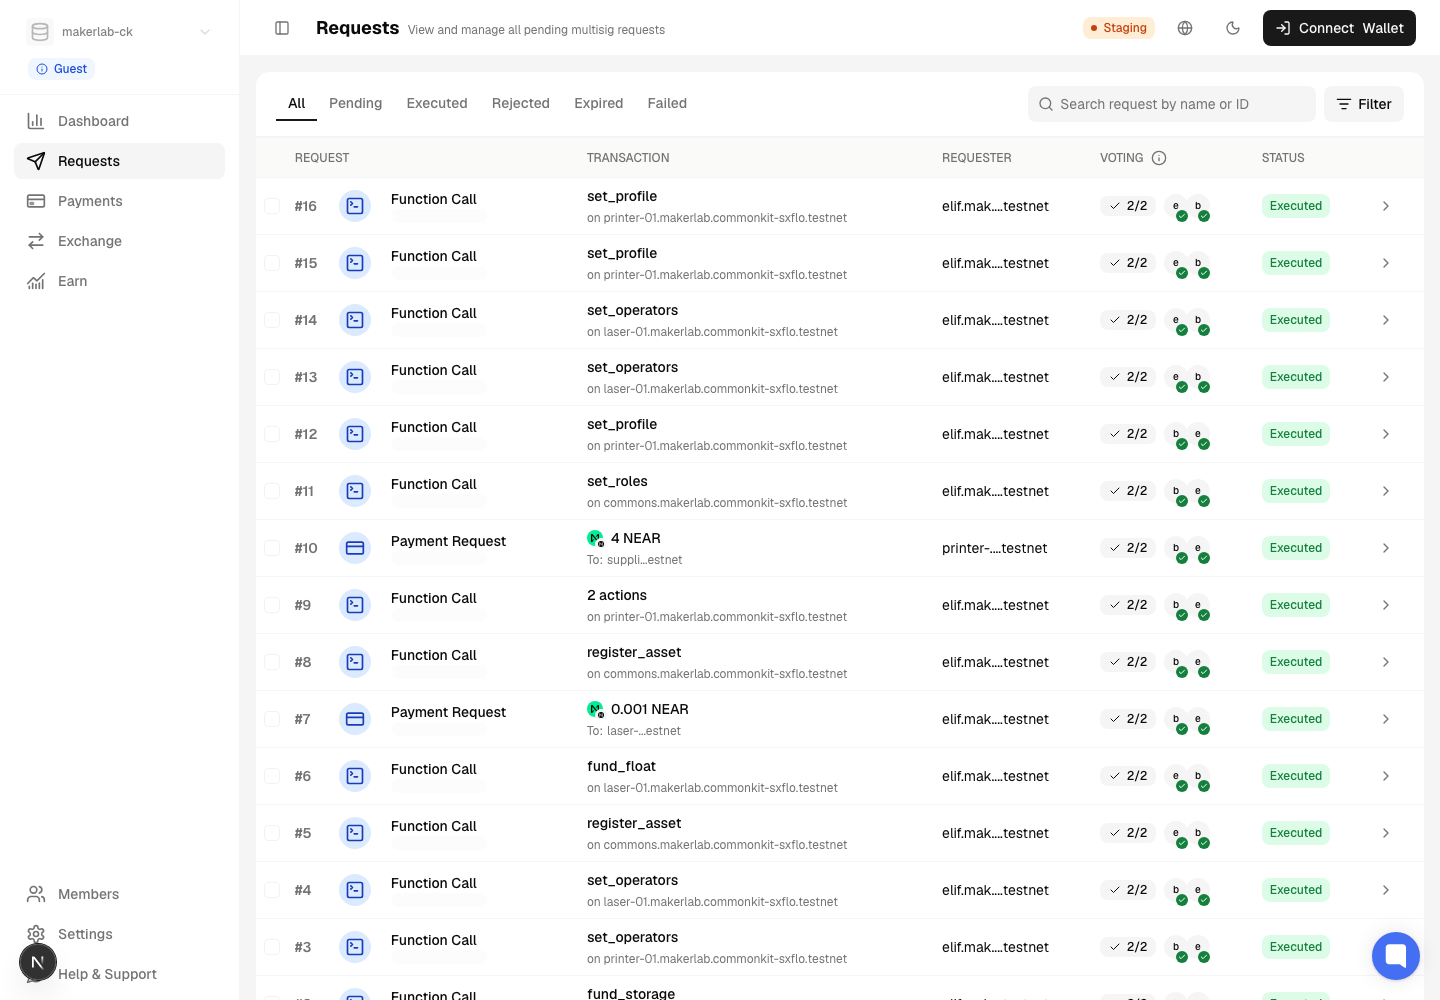 makerlab-ck
Guest
Dashboard
Requests
Payments
Exchange
Earn
Members
Settings
Help & Support
N
Requests View and manage all pending multisig requests
Staging
Connect Wallet
All Pending Executed Rejected Expired Failed
Search request by name or ID
Filter
REQUEST TRANSACTION REQUESTER VOTING STATUS
#16 Function Call set_profile elif.mak....testnet 2/2 e b Executed
on printer-01.makerlab.commonkit-sxflo.testnet
#15 Function Call set_profile elif.mak....testnet 2/2 e b Executed
on printer-01.makerlab.commonkit-sxflo.testnet
#14 Function Call set_operators elif.mak....testnet 2/2 e b Executed
on laser-01.makerlab.commonkit-sxflo.testnet
#13 Function Call set_operators elif.mak....testnet 2/2 e b Executed
on laser-01.makerlab.commonkit-sxflo.testnet
#12 Function Call set_profile elif.mak....testnet 2/2 b e Executed
on printer-01.makerlab.commonkit-sxflo.testnet
#11 Function Call set_roles elif.mak....testnet 2/2 b e Executed
on commons.makerlab.commonkit-sxflo.testnet
#10 Payment Request 4 NEAR printer-....testnet 2/2 b e Executed
To: suppli...estnet
#9 Function Call 2 actions elif.mak....testnet 2/2 b e Executed
on printer-01.makerlab.commonkit-sxflo.testnet
#8 Function Call register_asset elif.mak....testnet 2/2 b e Executed
on commons.makerlab.commonkit-sxflo.testnet
#7 Payment Request 0.001 NEAR elif.mak....testnet 2/2 b e Executed
To: laser-...estnet
#6 Function Call fund_float elif.mak....testnet 2/2 e b Executed
on laser-01.makerlab.commonkit-sxflo.testnet
#5 Function Call register_asset elif.mak....testnet 2/2 e b Executed
on commons.makerlab.commonkit-sxflo.testnet
#4 Function Call set_operators elif.mak....testnet 2/2 b e Executed
on laser-01.makerlab.commonkit-sxflo.testnet
#3 Function Call set_operators elif.mak....testnet 2/2 b e Executed
on printer-01.makerlab.commonkit-sxflo.testnet
Function Call fund_storage